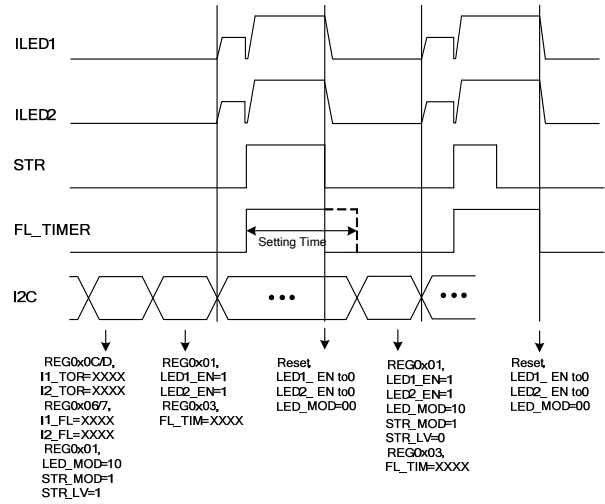 ILED1
ILED2
STR
FL_TIMER
Setting Time
I2C
•••
•••
REG0x0C/D,
I1_TOR=XXXX
I2_TOR=XXXX
REG0x06/7,
I1_FL=XXXX
I2_FL=XXXX
REG0x01,
LED_MOD=10
STR_MOD=1
STR_LV=1
REG0x01,
LED1_EN=1
LED2_EN=1
REG0x03,
FL_TIM=XXXX
Reset,
LED1_ EN to0
LED2_ EN to0
LED_MOD=00
REG0x01,
LED1_EN=1
LED2_EN=1
LED_MOD=10
STR_MOD=1
STR_LV=0
REG0x03,
FL_TIM=XXXX
Reset,
LED1_ EN to0
LED2_ EN to0
LED_MOD=00